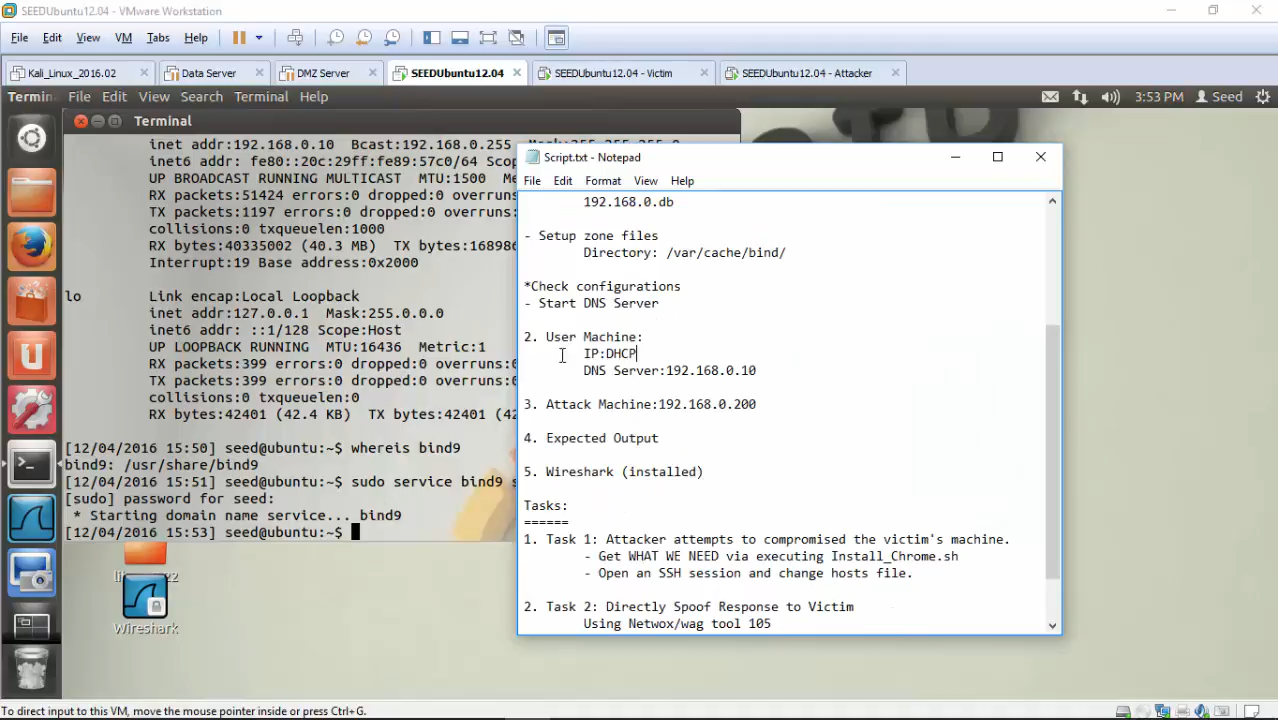 SEEDUbuntu12.04 - VMware Workstation
File Edit View VM Tabs Help
Kali_Linux_2016.02 Data Server DMZ Server SEEDUbuntu12.04 SEEDUbuntu12.04 - Victim SEEDUbuntu12.04 - Attacker
Termin File Edit View Search Terminal Help 3:53 PM Seed
Terminal
inet addr:192.168.0.10 Bcast:192.168.0.255
inet6 addr: fe80::20c:29ff:fe89:57c0/64 Scop
UP BROADCAST RUNNING MULTICAST MTU:1500 Me
RX packets:51424 errors:0 dropped:0 overruns:
TX packets:1197 errors:0 dropped:0 overruns:
collisions:0 txqueuelen:1000
RX bytes:40335002 (40.3 MB) TX bytes:168986
Interrupt:19 Base address:0x2000
lo Link encap:Local Loopback
inet addr:127.0.0.1 Mask:255.0.0.0
inet6 addr: ::1/128 Scope:Host
UP LOOPBACK RUNNING MTU:16436 Metric:1
RX packets:399 errors:0 dropped:0 overruns:
TX packets:399 errors:0 dropped:0 overruns:
collisions:0 txqueuelen:0
RX bytes:42401 (42.4 KB) TX bytes:42401 (42
[12/04/2016 15:50] seed@ubuntu:~$ whereis bind9
bind9: /usr/share/bind9
[12/04/2016 15:51] seed@ubuntu:~$ sudo service bind9 s
[sudo] password for seed:
* Starting domain name service... bind9
[12/04/2016 15:53] seed@ubuntu:~$
Wireshark
Script.txt - Notepad
File Edit Format View Help
192.168.0.db
- Setup zone files
Directory: /var/cache/bind/
*Check configurations
- Start DNS Server
2. User Machine:
IP:DHCP
DNS Server:192.168.0.10
3. Attack Machine:192.168.0.200
4. Expected Output
5. Wireshark (installed)
Tasks:
======
1. Task 1: Attacker attempts to compromised the victim's machine.
- Get WHAT WE NEED via executing Install_Chrome.sh
- Open an SSH session and change hosts file.
2. Task 2: Directly Spoof Response to Victim
Using Netwox/wag tool 105
To direct input to this VM, move the mouse pointer inside or press Ctrl+G.